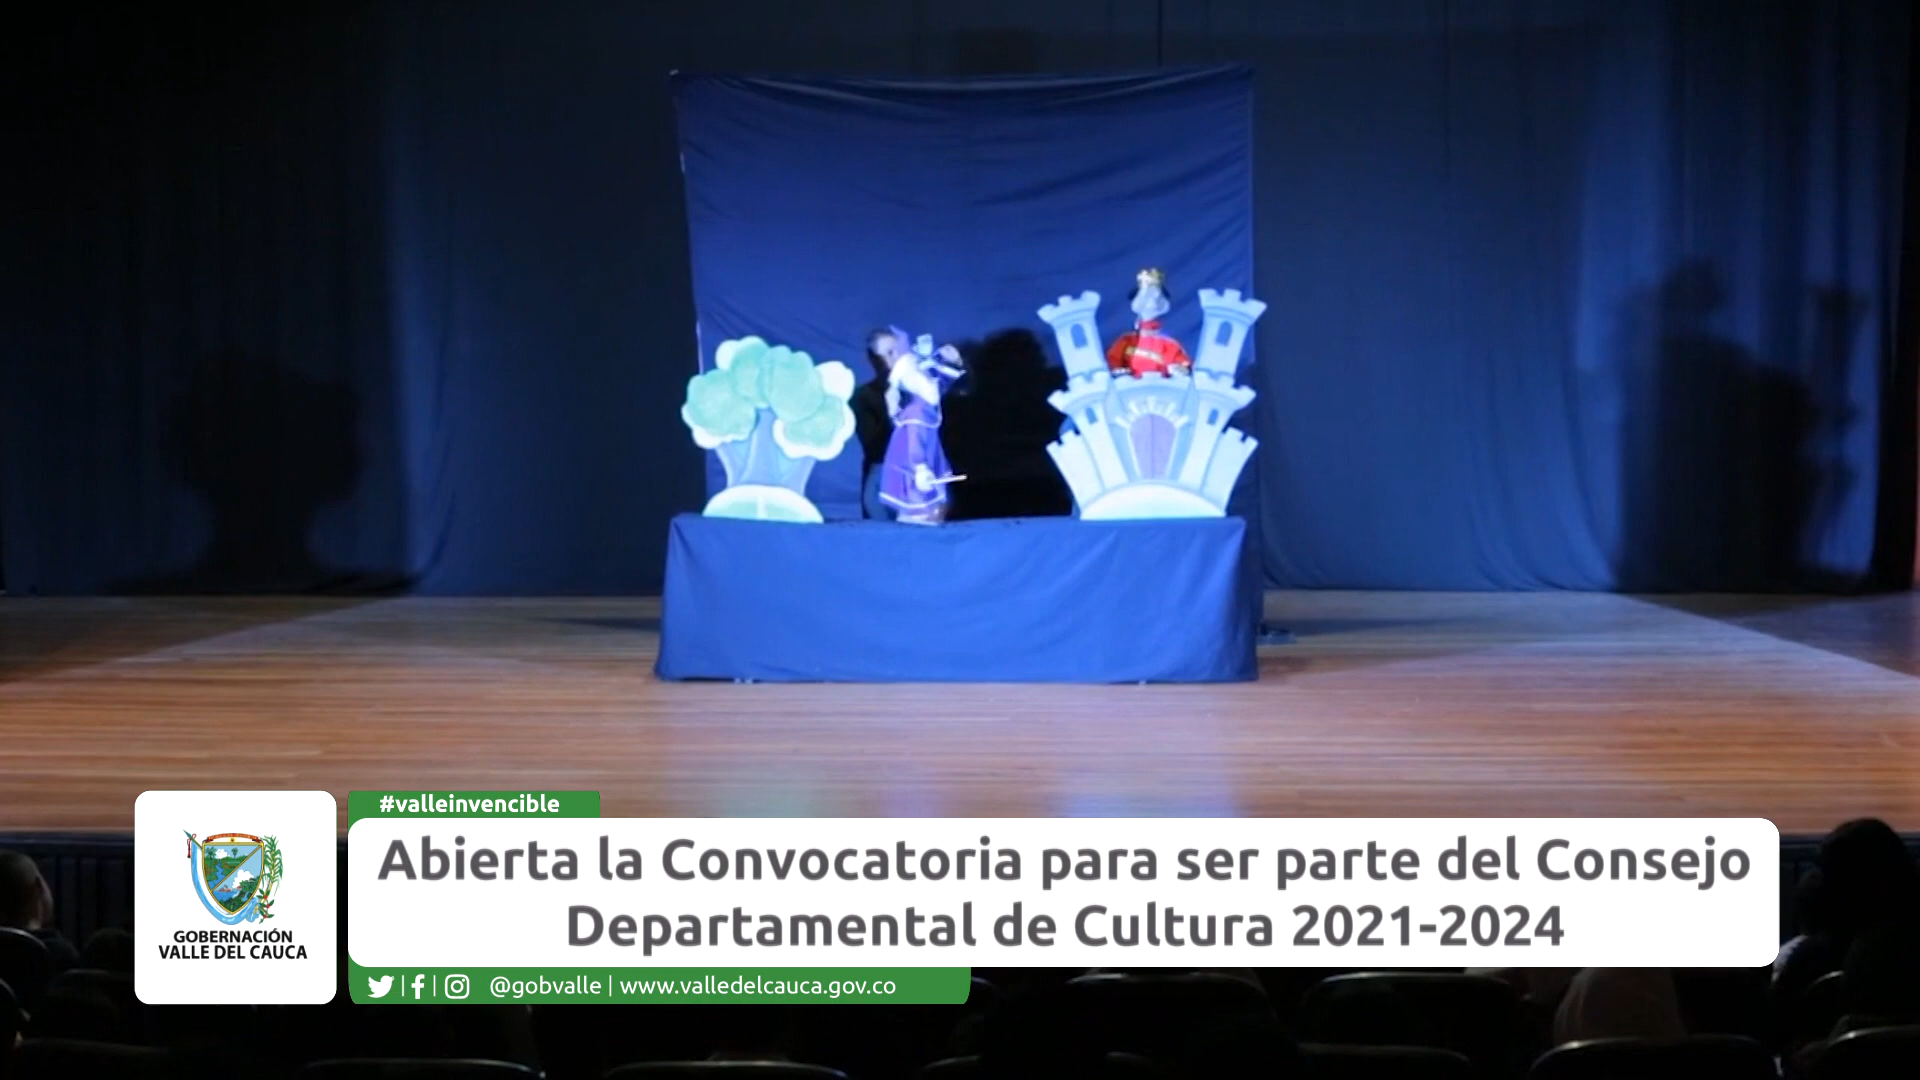 #valleinvencible
Abierta la Convocatoria para ser parte del Consejo
Departamental de Cultura 2021-2024
GOBERNACIÓN
VALLE DEL CAUCA
@gobvalle | www.valledelcauca.gov.co